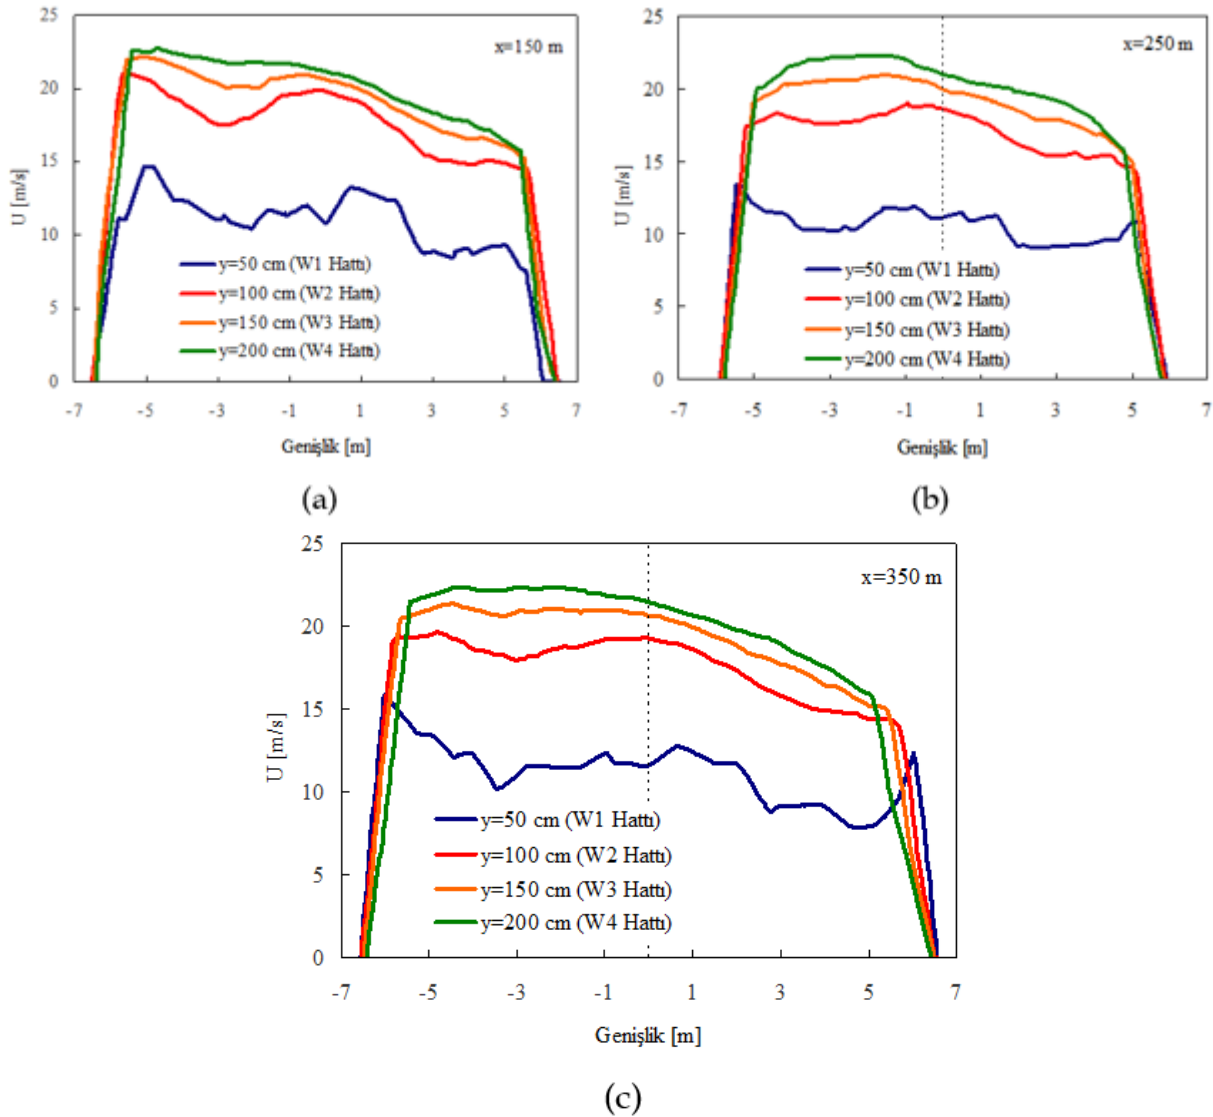 25
20
15
10
5
0
U [m/s]
x=150 m
y=50 cm (W1 Hattı)
y=100 cm (W2 Hattı)
y=150 cm (W3 Hattı)
y=200 cm (W4 Hattı)
-7 -5 -3 -1 1 3 5 7
Genişlik [m]
(a)
25
20
15
10
5
0
U [m/s]
x=250 m
y=50 cm (W1 Hattı)
y=100 cm (W2 Hattı)
y=150 cm (W3 Hattı)
y=200 cm (W4 Hattı)
-7 -5 -3 -1 1 3 5 7
Genişlik [m]
(b)
25
20
15
10
5
0
U [m/s]
x=350 m
y=50 cm (W1 Hattı)
y=100 cm (W2 Hattı)
y=150 cm (W3 Hattı)
y=200 cm (W4 Hattı)
-7 -5 -3 -1 1 3 5 7
Genişlik [m]
(c)